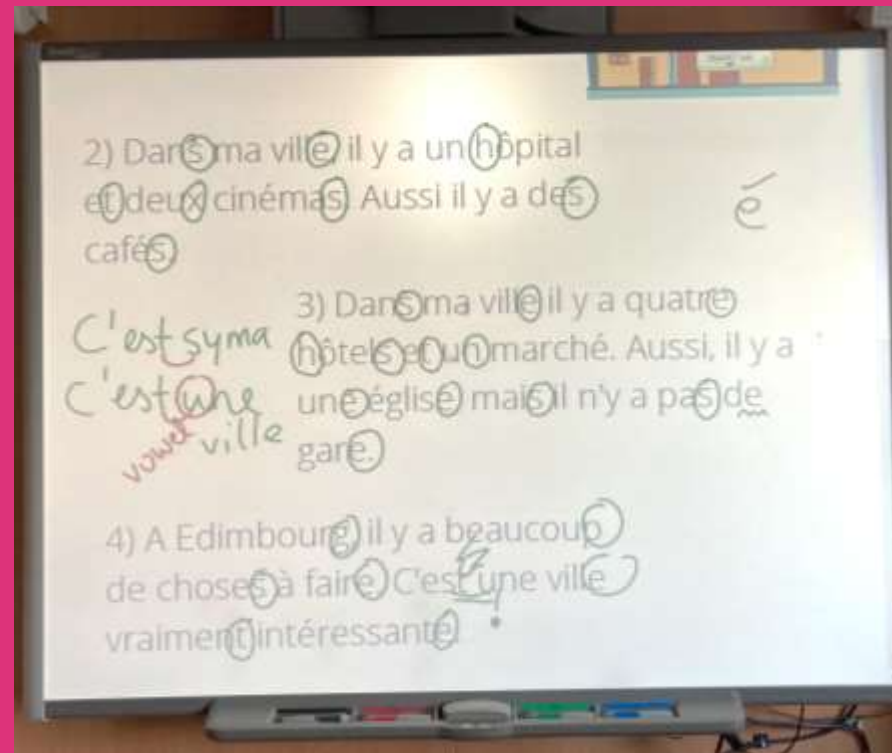 2) Dans ma ville, il y a un hôpital
et deux cinémas. Aussi il y a des
cafés.
é
3) Dans ma ville il y a quatre
hôtels et un marché. Aussi, il y a
une église mais il n'y a pas de
gare.
C'est syma
C'est une
vowel
ville
4) A Edimbourg, il y a beaucoup
de choses à faire. C'est une ville
vraiment intéressante.